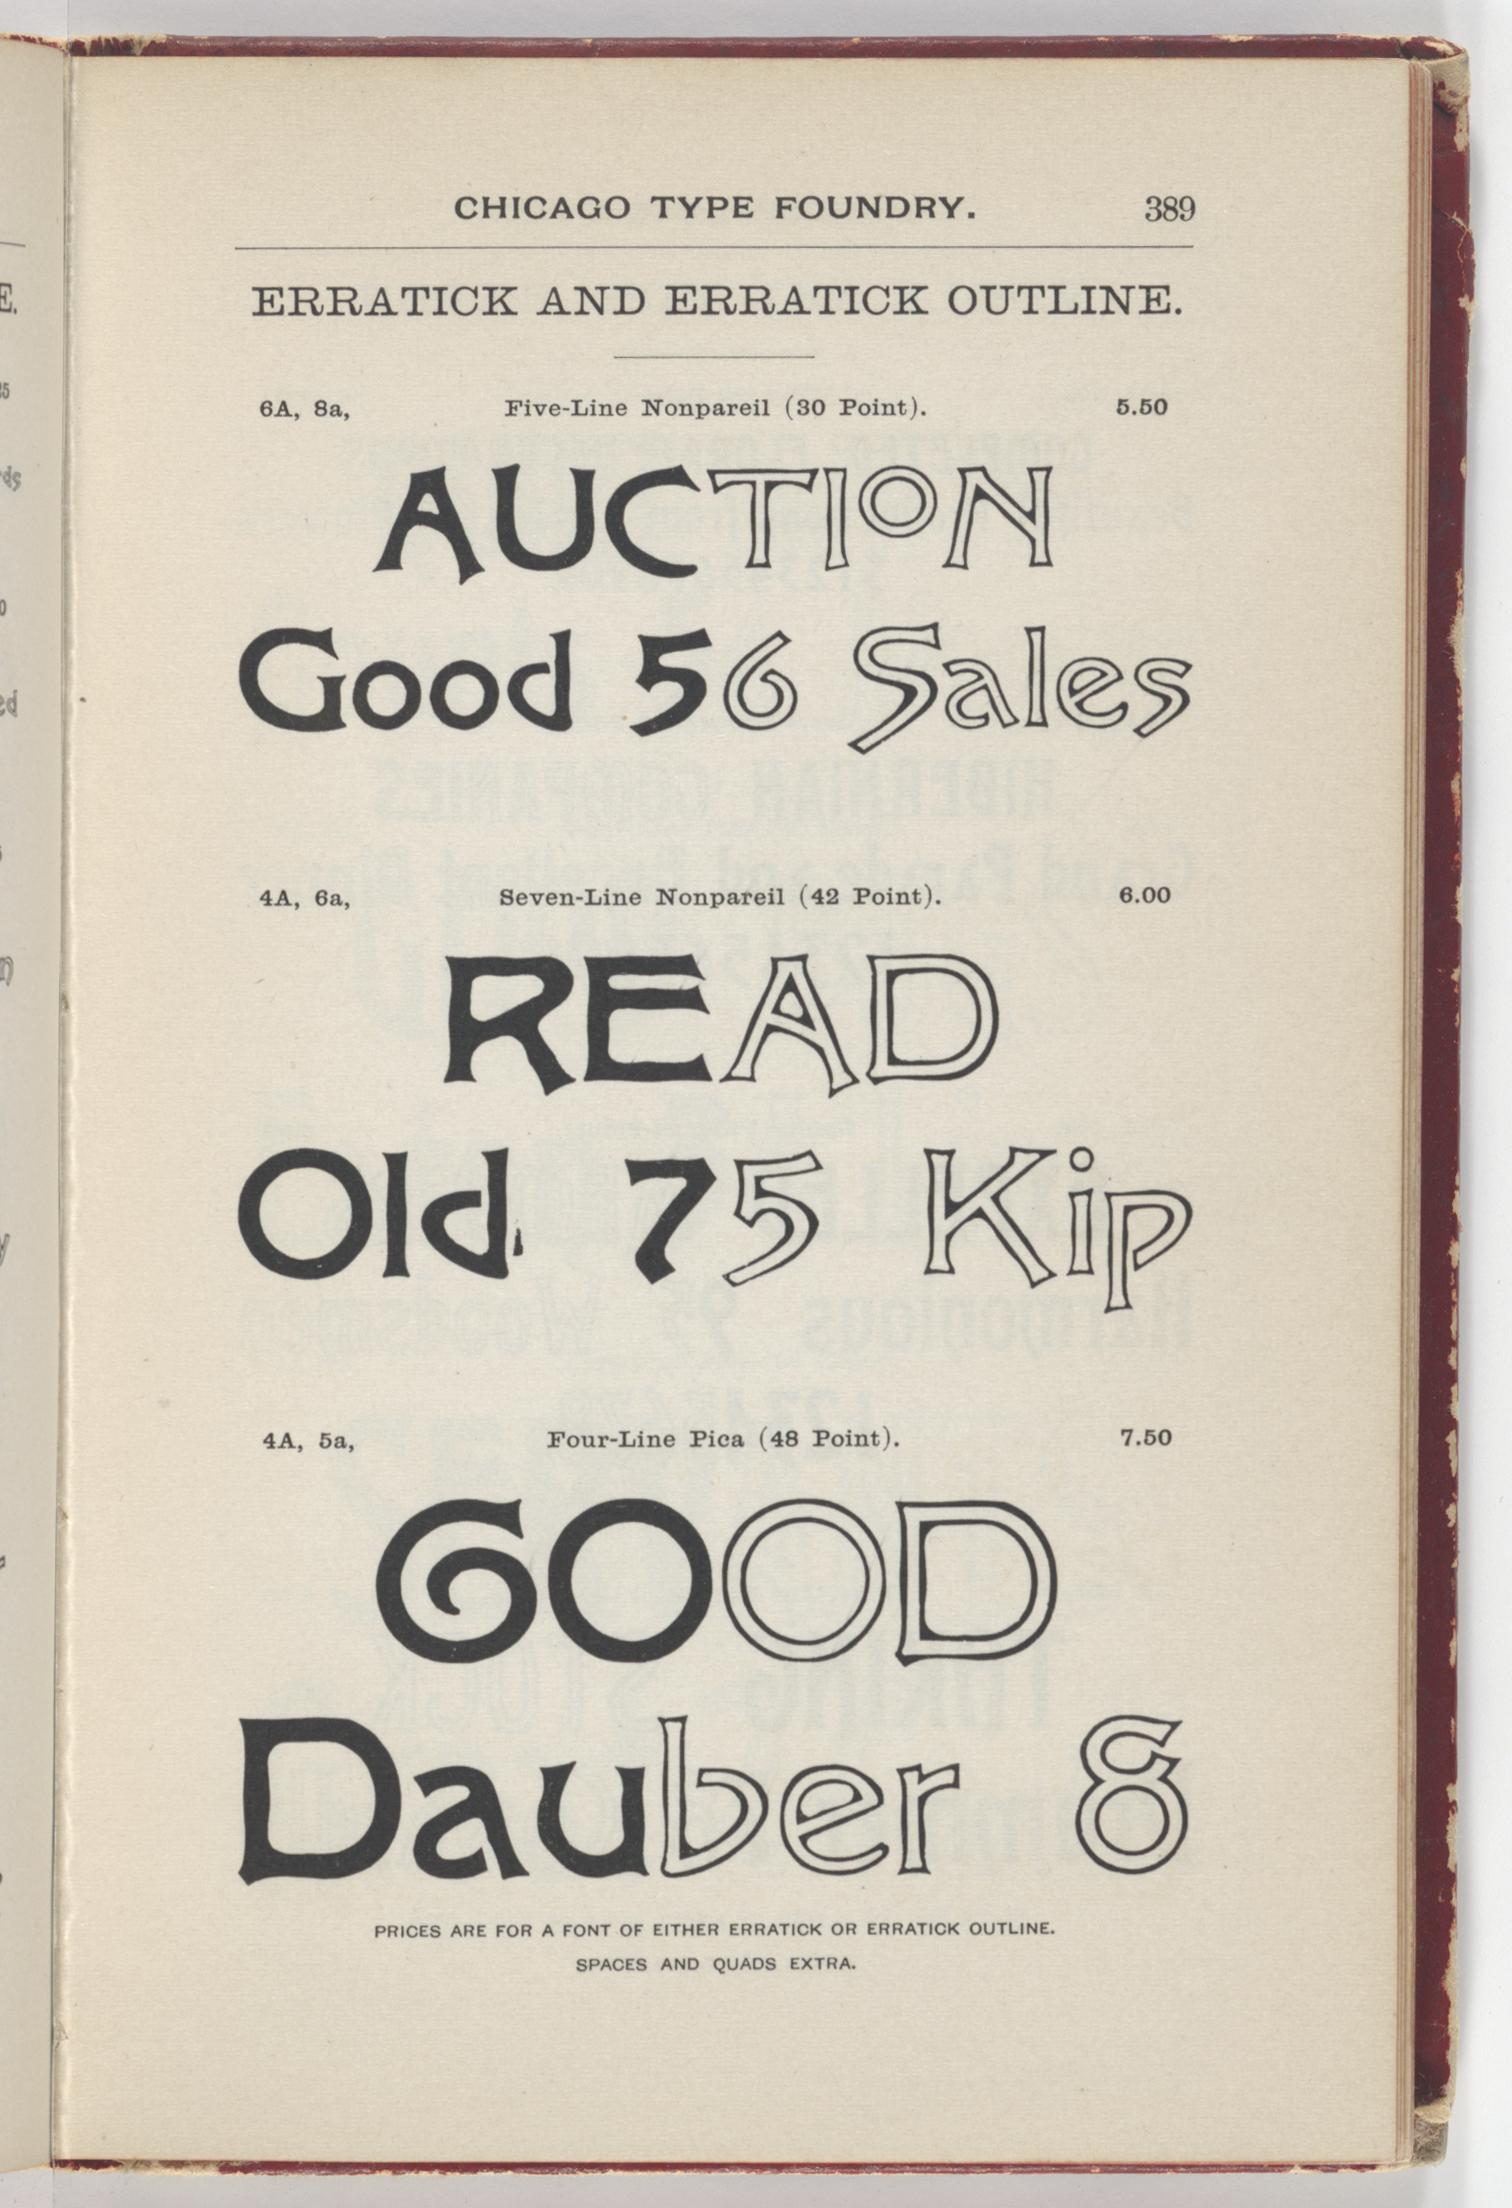 CHICAGO TYPE FOUNDRY. 389
ERRATICK AND ERRATICK OUTLINE.
6A, 8a, Five-Line Nonpareil (30 Point). 5.50
AUCTION
Good 56 Sales
4A, 6a, Seven-Line Nonpareil (42 Point). 6.00
READ
Old 75 Kip
4A, 5a, Four-Line Pica (48 Point). 7.50
GOOD
Dauber 8
PRICES ARE FOR A FONT OF EITHER ERRATICK OR ERRATICK OUTLINE.
SPACES AND QUADS EXTRA.